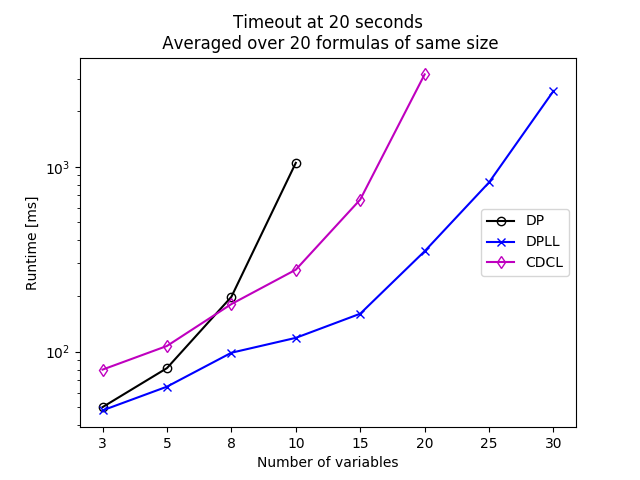 Timeout at 20 seconds
Averaged over 20 formulas of same size
Runtime [ms]
10³
10²
DP
DPLL
CDCL
3 5 8 10 15 20 25 30
Number of variables